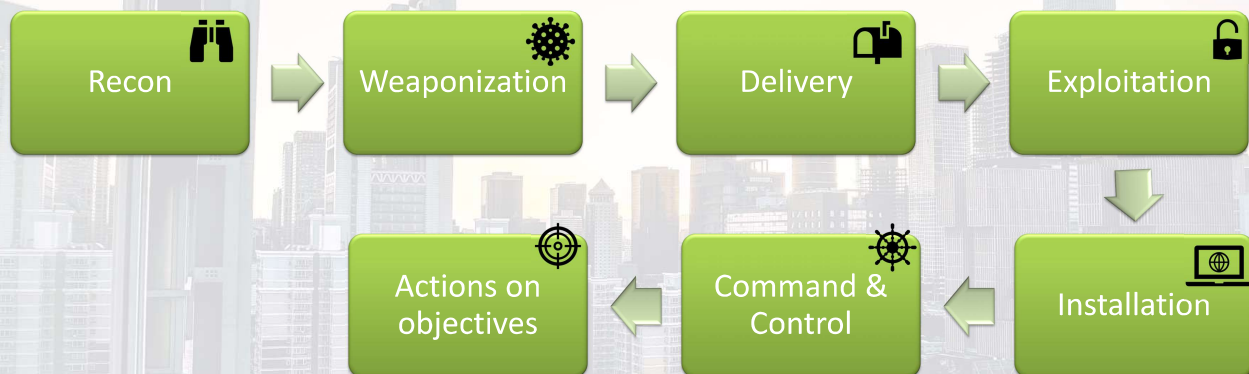 Recon
Weaponization
Delivery
Exploitation
Installation
Command &
Control
Actions on
objectives